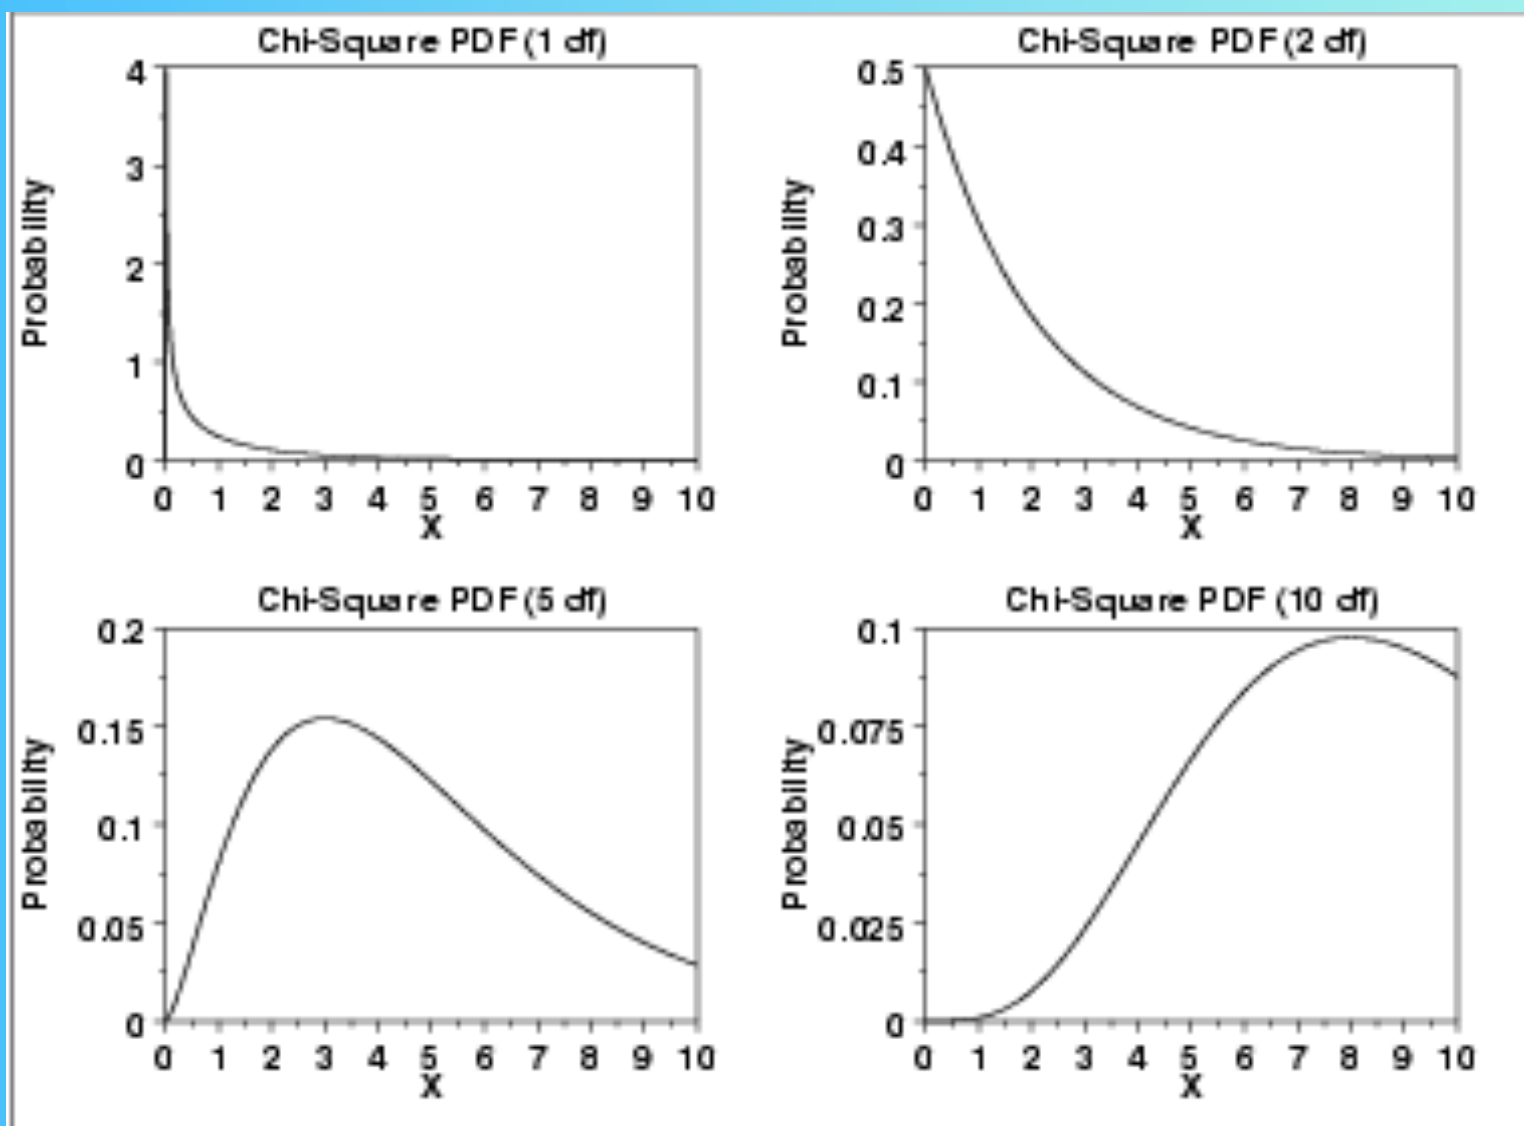 Chi-Square PDF (1 df)
Probability
4
3
2
1
0
0 1 2 3 4 5 6 7 8 9 10
X
Chi-Square PDF (2 df)
Probability
0.5
0.4
0.3
0.2
0.1
0
0 1 2 3 4 5 6 7 8 9 10
X
Chi-Square PDF (5 df)
Probability
0.2
0.15
0.1
0.05
0
0 1 2 3 4 5 6 7 8 9 10
X
Chi-Square PDF (10 df)
Probability
0.1
0.075
0.05
0.025
0
0 1 2 3 4 5 6 7 8 9 10
X